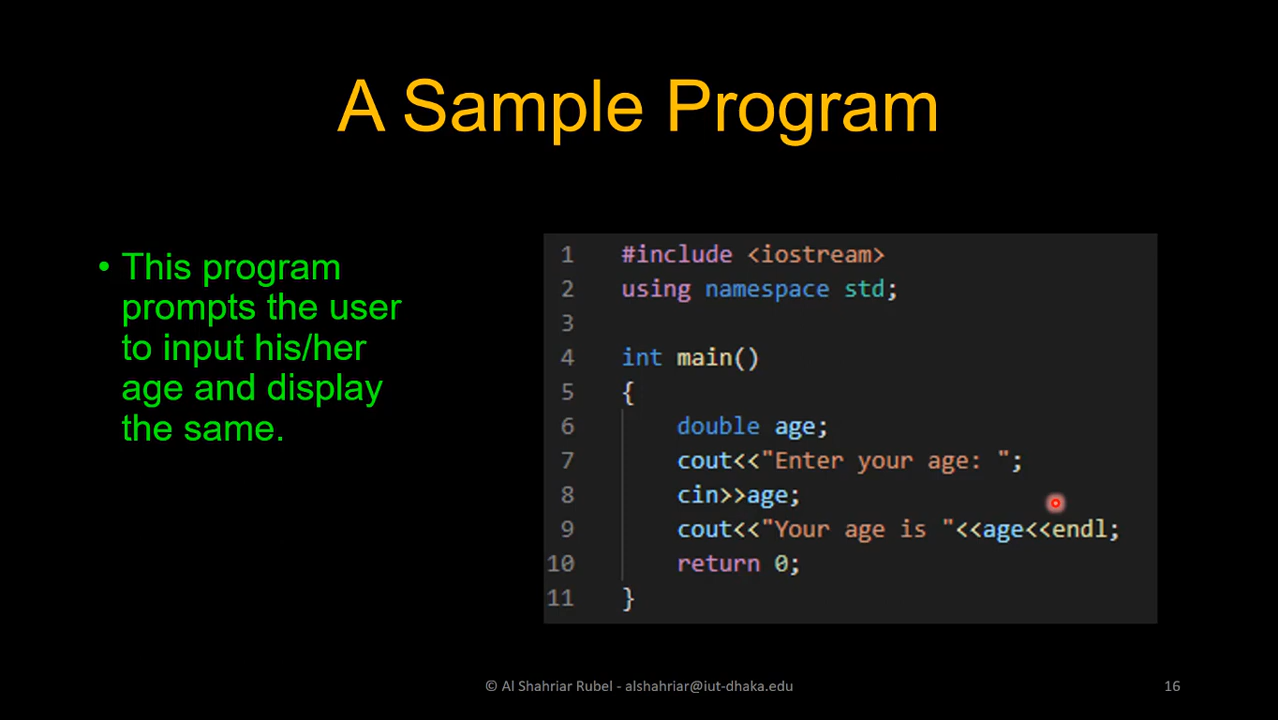 A Sample Program
• This program
prompts the user
to input his/her
age and display
the same.
1 #include <iostream>
2 using namespace std;
3
4 int main()
5 {
6 double age;
7 cout<<"Enter your age: ";
8 cin>>age;
9 cout<<"Your age is "<<age<<endl;
10 return 0;
11 }
© Al Shahriar Rubel - alshahriar@iut-dhaka.edu
16